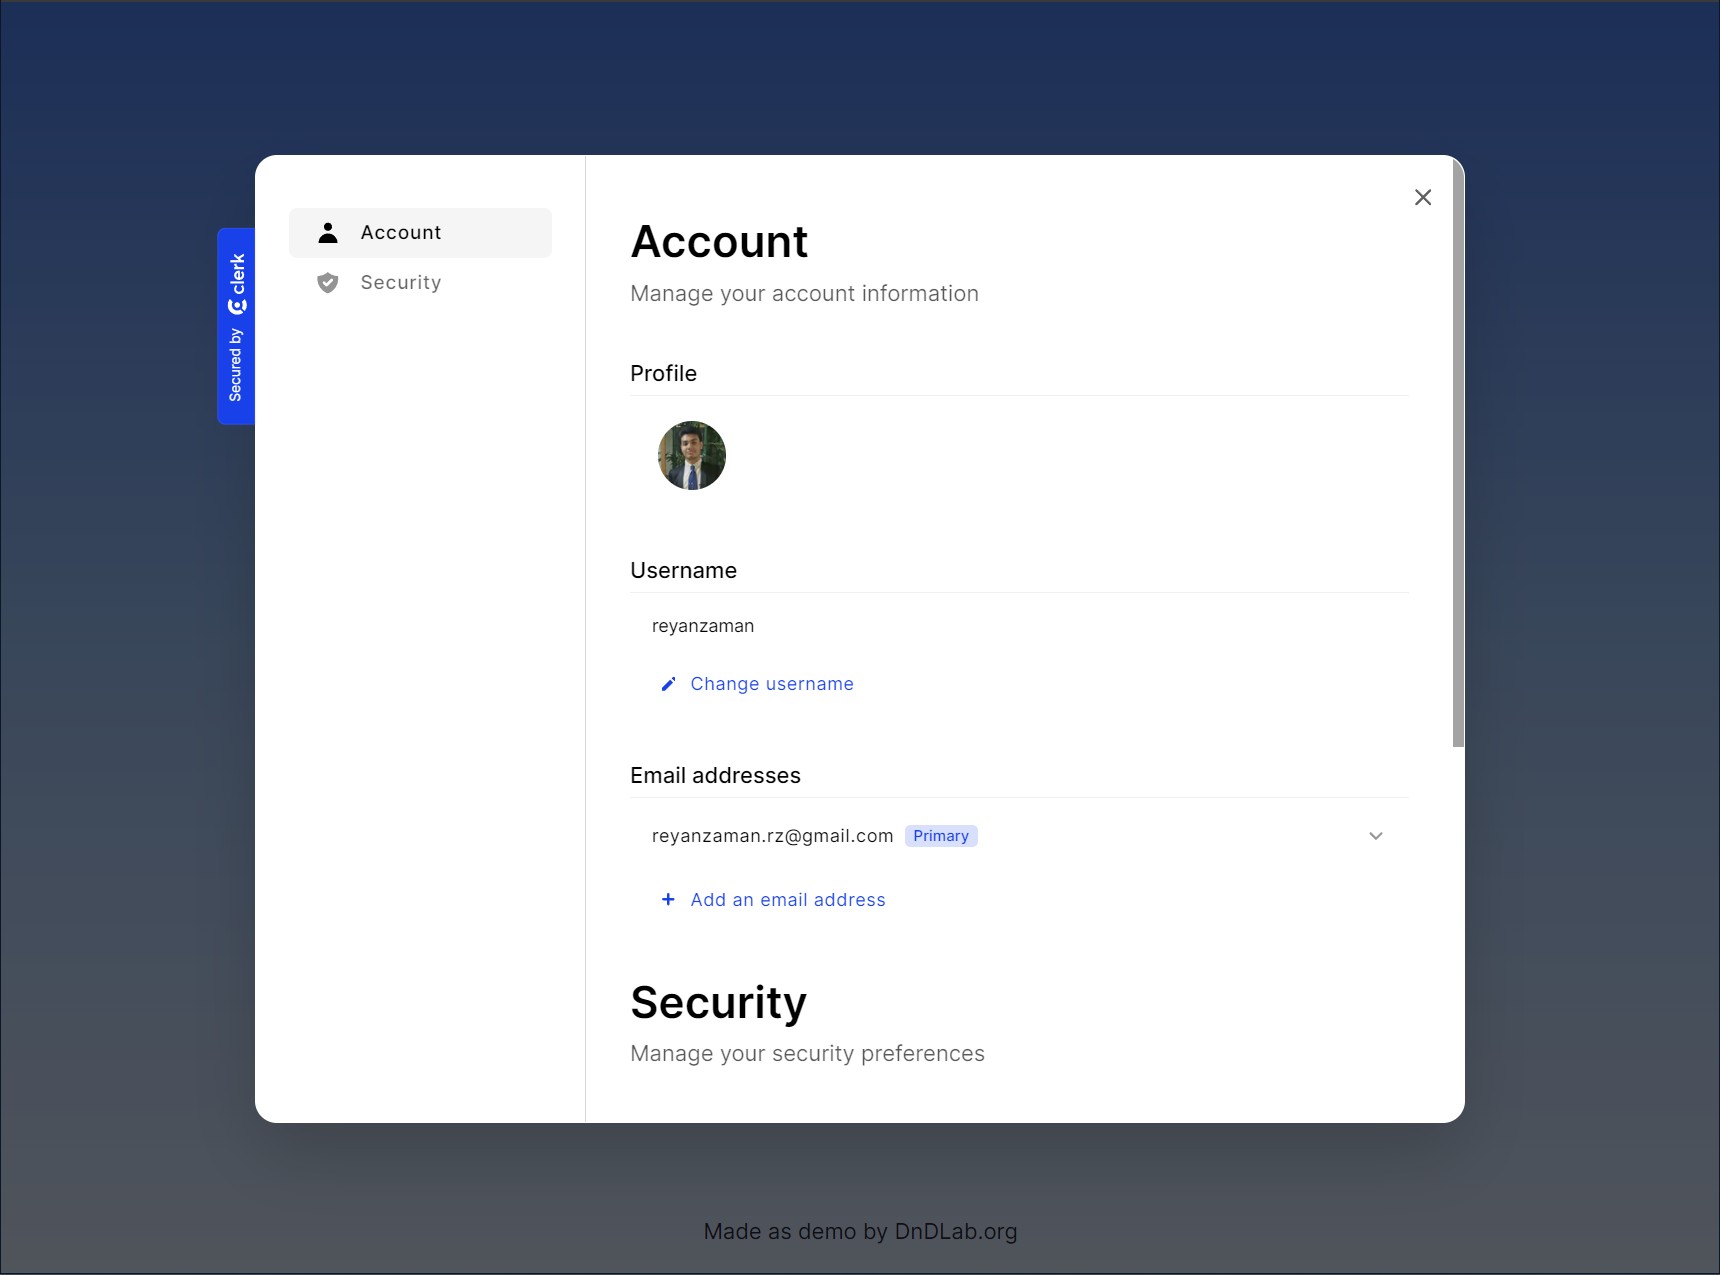 Account
Security
Secured by clerk
Account
Manage your account information
Profile
Username
reyanzaman
Change username
Email addresses
reyanzaman.rz@gmail.com Primary
Add an email address
Security
Manage your security preferences
Made as demo by DnDLab.org